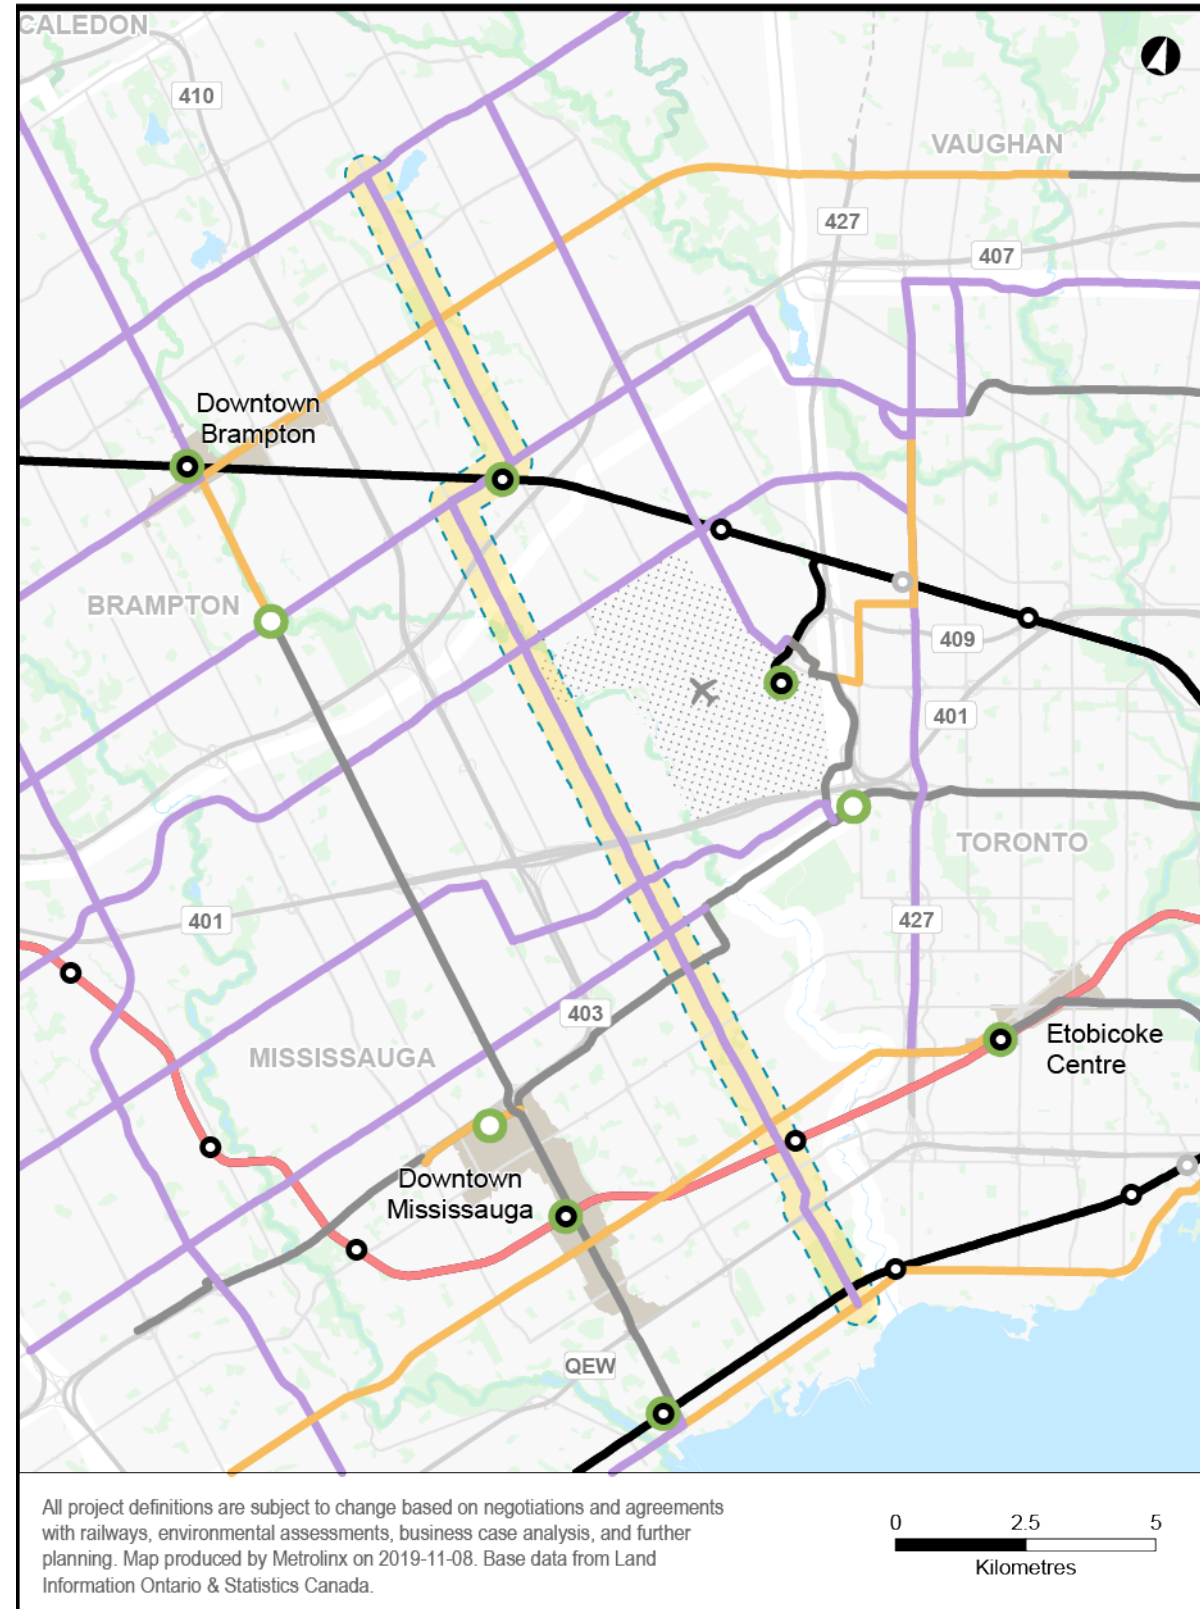 CALEDON
410
VAUGHAN
427
407
Downtown
Brampton
BRAMPTON
409
401
TORONTO
401
427
403
MISSISSAUGA
Etobicoke
Centre
Downtown
Mississauga
QEW
All project definitions are subject to change based on negotiations and agreements
with railways, environmental assessments, business case analysis, and further
planning. Map produced by Metrolinx on 2019-11-08. Base data from Land
Information Ontario & Statistics Canada.
0 2.5 5
Kilometres